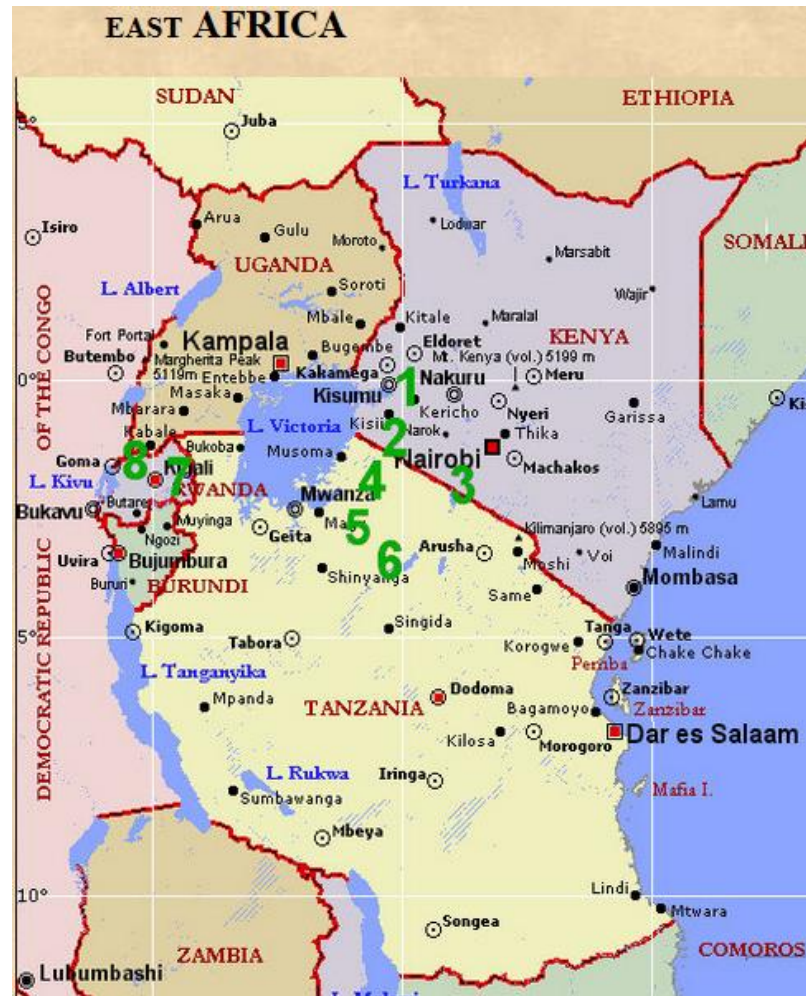 EAST AFRICA
SUDAN
ETHIOPIA
5°
Juba
L. Turkana
Isiro
Arua
Gulu
Moroto
Lodwar
Marsabit
SOMALI
UGANDA
L. Albert
Soroti
Wajir
OF THE CONGO
Mbale
Kitale
Maralal
KENYA
Fort Portal
Kampala
Bugembe
Eldoret
Butembo
Margherita Peak
5119m
Mt. Kenya (vol.) 5199 m
Kakamega
Meru
0°
Entebbe
Kisumu
1
Nakuru
Masaka
Mbarara
Kericho
Nyeri
Garissa
Kis
L. Victoria
Kisii
2
Narok
Thika
Kabale
Bukoba
Musoma
Nairobi
Goma
8
Kigali
7
Machakos
L. Kivu
RWANDA
4
3
Lamu
Bukavu
Butare
Mwanza
Muyinga
Mag
5
Kilimanjaro (vol.) 5895 m
Ngozi
Geita
Malindi
Uvira
Bujumbura
6
Arusha
Moshi
Voi
Bururi
BURUNDI
Shinyanga
Same
Mombasa
DEMOCRATIC REPUBLIC
5°
Kigoma
Tabora
Singida
Tanga
Wete
Korogwe
Chake Chake
Pemba
L. Tanganyika
Mpanda
TANZANIA
Dodoma
Zanzibar
Bagamoyo
Zanzibar
Kilosa
Morogoro
Dar es Salaam
L. Rukwa
Iringa
Sumbawanga
Mafia I.
Mbeya
10°
Lindi
Mtwara
Songea
ZAMBIA
COMOROS
Lubumbashi